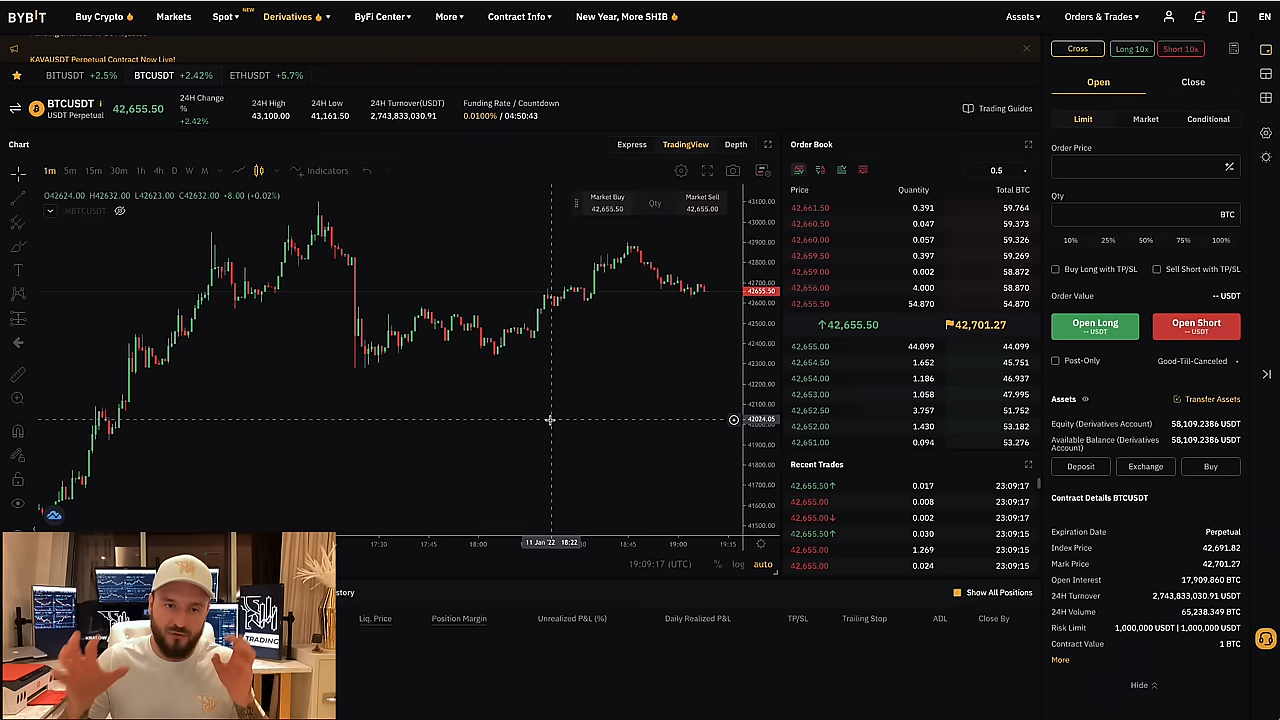 BYBIT
Buy Crypto
Markets
Spot
NEW
Derivatives
ByFi Center
More
Contract Info
New Year, More SHIB
Assets
Orders & Trades
EN
KAVAUSDT Perpetual Contract Now Live!
BITUSDT +2.5%
BTCUSDT +2.42%
ETHUSDT +5.7%
BTCUSDT
USDT Perpetual
42,655.50
24H Change %
+2.42%
24H High
43,100.00
24H Low
41,161.50
24H Turnover(USDT)
2,743,833,030.91
Funding Rate / Countdown
0.0100% / 04:50:43
Trading Guides
Chart
Express
TradingView
Depth
1m 5m 15m 30m 1h 4h D W M
Indicators
O42624.00 H42632.00 L42623.00 C42632.00 +8.00 (+0.02%)
MBTCUSDT
Market Buy
42,655.50
Qty
Market Sell
42,655.00
43100.00
43000.00
42900.00
42800.00
42700.00
42655.50
42600.00
42500.00
42400.00
42300.00
42200.00
42100.00
42024.05
41900.00
41800.00
41700.00
41600.00
41500.00
17:30
17:45
18:00
11 Jan '22 18:22
18:45
19:00
19:15
19:09:17 (UTC)
% log auto
Order Book
0.5
Price Quantity Total BTC
42,661.50 0.391 59.764
42,660.50 0.047 59.373
42,660.00 0.057 59.326
42,659.50 0.397 59.269
42,659.00 0.002 58.872
42,656.00 4.000 58.870
42,655.50 54.870 54.870
42,655.50
42,701.27
42,655.00 44.099 44.099
42,654.50 1.652 45.751
42,654.00 1.186 46.937
42,653.00 1.058 47.995
42,652.50 3.757 51.752
42,652.00 1.430 53.182
42,651.00 0.094 53.276
Recent Trades
42,655.50↑ 0.017 23:09:17
42,655.00 0.008 23:09:17
42,655.00↓ 0.002 23:09:17
42,655.50↑ 0.030 23:09:15
42,655.00 1.269 23:09:15
42,655.00 0.024 23:09:15
Cross
Long 10x
Short 10x
Open
Close
Limit
Market
Conditional
Order Price
Qty
BTC
10% 25% 50% 75% 100%
Buy Long with TP/SL
Sell Short with TP/SL
Order Value
-- USDT
Open Long
-- USDT
Open Short
-- USDT
Post-Only
Good-Till-Canceled
Assets
Transfer Assets
Equity (Derivatives Account) 58,109.2386 USDT
Available Balance (Derivatives Account) 58,109.2386 USDT
Deposit
Exchange
Buy
Contract Details BTCUSDT
Expiration Date Perpetual
Index Price 42,691.82
Mark Price 42,701.27
Open Interest 17,909.860 BTC
24H Turnover 2,743,833,030.91 USDT
24H Volume 65,238.349 BTC
Risk Limit 1,000,000 USDT | 1,000,000 USDT
Contract Value 1 BTC
More
Hide
story
Show All Positions
Liq. Price
Position Margin
Unrealized P&L (%)
Daily Realized P&L
TP/SL
Trailing Stop
ADL
Close By
TRADING